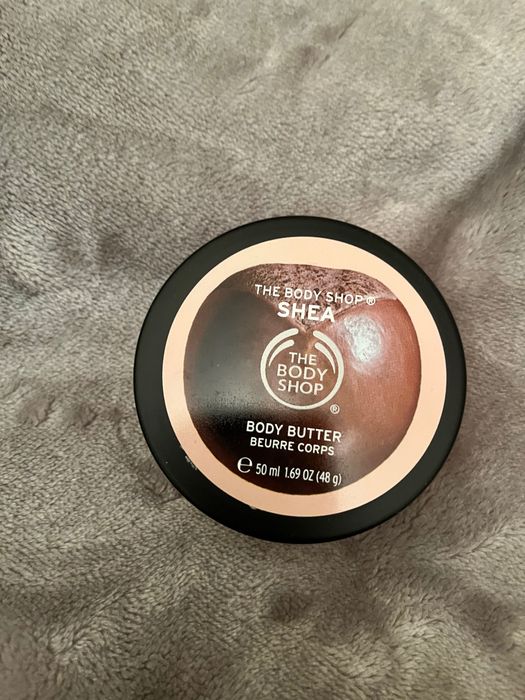 THE BODY SHOP®
SHEA
THE
BODY
SHOP
®
BODY BUTTER
BEURRE CORPS
℮ 50 ml 1.69 OZ (48 g)